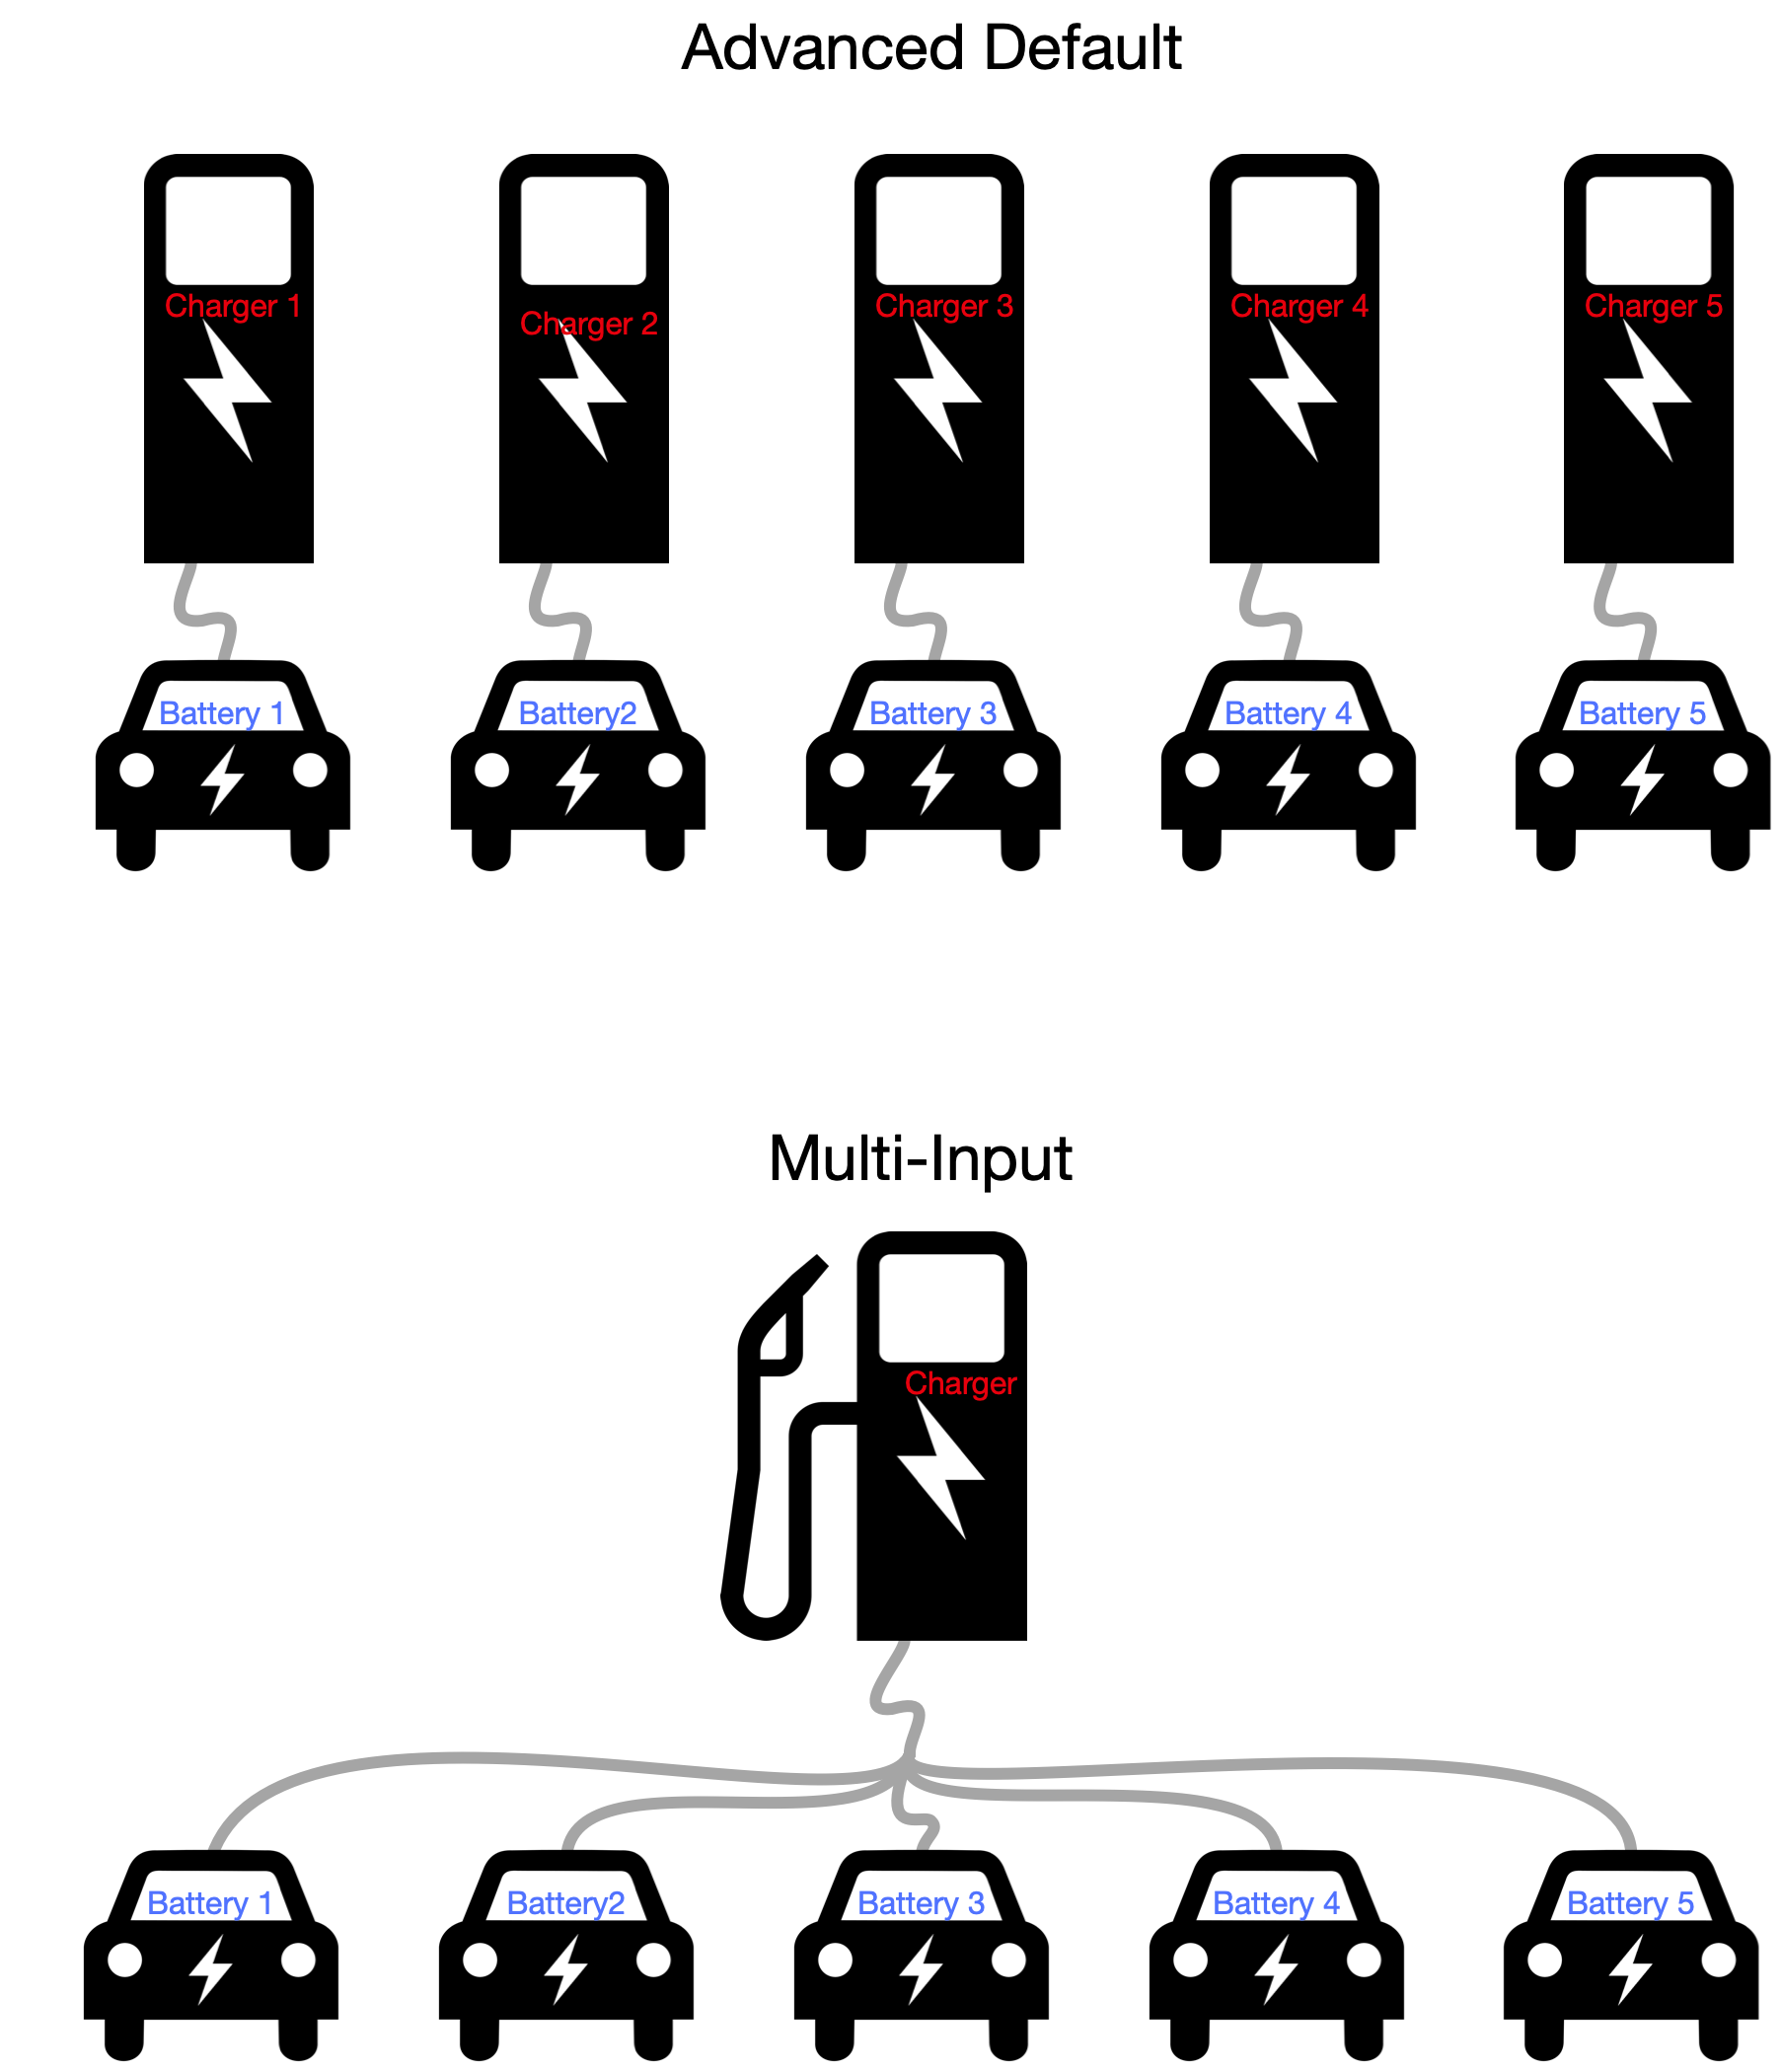 Advanced Default
Charger 1
Charger 2
Charger 3
Charger 4
Charger 5
Battery 1
Battery2
Battery 3
Battery 4
Battery 5
Multi-Input
Charger
Battery 1
Battery2
Battery 3
Battery 4
Battery 5